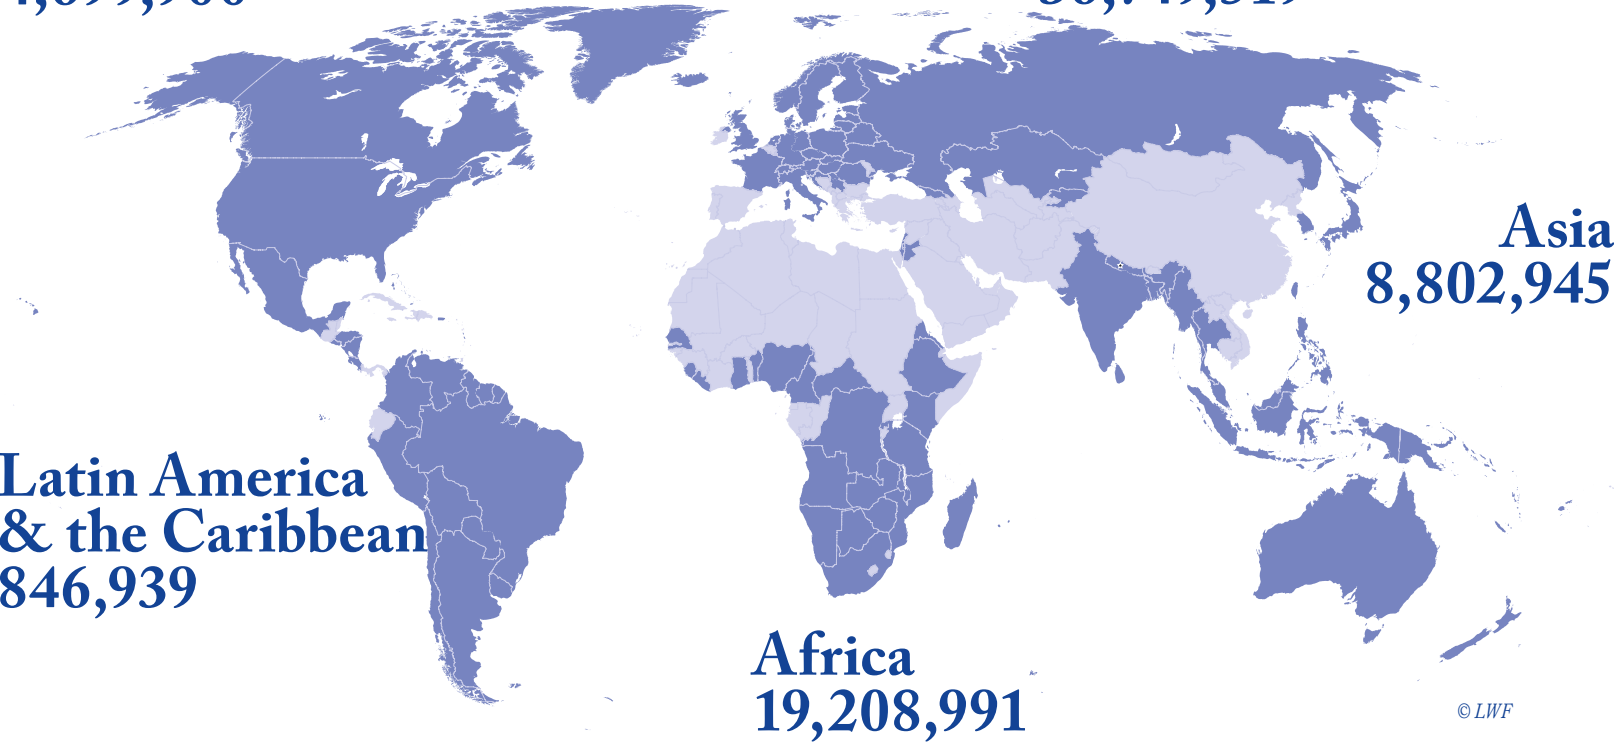 Asia
8,802,945
Latin America
& the Caribbean
846,939
Africa
19,208,991
© LWF